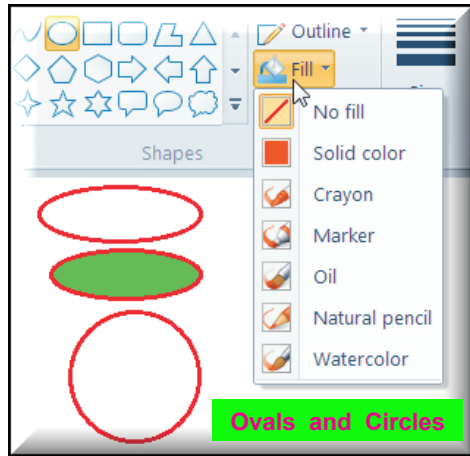 Outline
Fill
Shapes
No fill
Solid color
Crayon
Marker
Oil
Natural pencil
Watercolor
Ovals and Circles